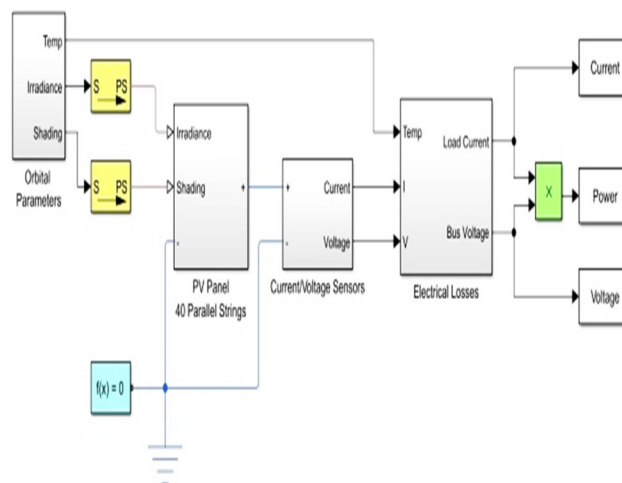 Temp
Irradiance
Shading
Orbital
Parameters
S PS
S PS
Irradiance
Shading
+
-
PV Panel
40 Parallel Strings
+
-
Current
Voltage
Current/Voltage Sensors
Temp
I
V
Load Current
Bus Voltage
Electrical Losses
X
Current
Power
Voltage
f(x) = 0